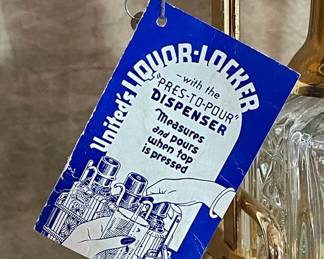 United's LIQUOR-LOCKER
—with the
"PRES-TO-POUR"
DISPENSER
Measures
and pours
when top
is pressed